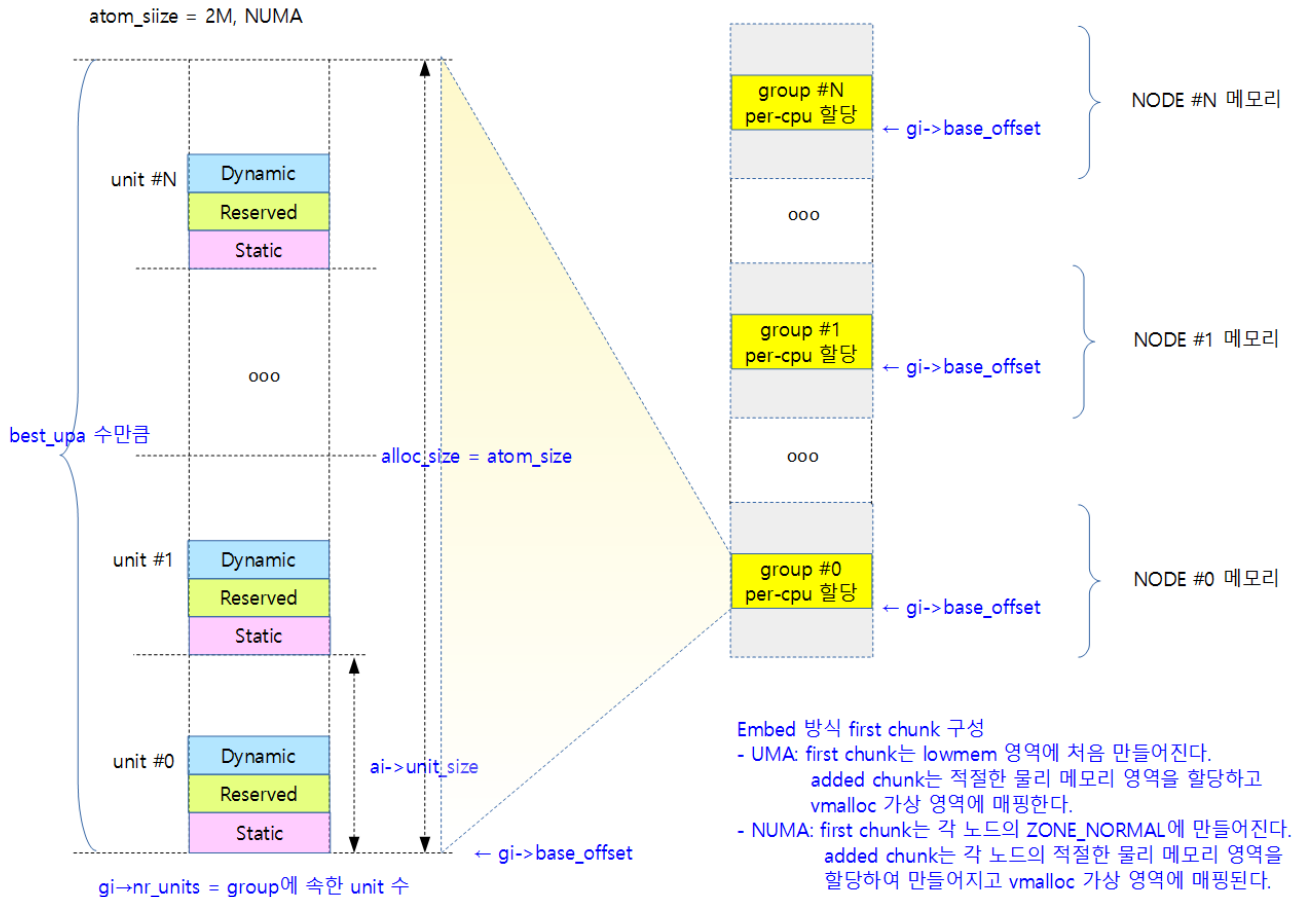 atom_siize = 2M, NUMA
unit #N
Dynamic
Reserved
Static
ooo
best_upa 수만큼
alloc_size = atom_size
unit #1
Dynamic
Reserved
Static
unit #0
Dynamic
Reserved
Static
ai->unit_size
← gi->base_offset
gi→nr_units = group에 속한 unit 수
group #N
per-cpu 할당
← gi->base_offset
NODE #N 메모리
ooo
group #1
per-cpu 할당
← gi->base_offset
NODE #1 메모리
ooo
group #0
per-cpu 할당
← gi->base_offset
NODE #0 메모리
Embed 방식 first chunk 구성
- UMA: first chunk는 lowmem 영역에 처음 만들어진다.
added chunk는 적절한 물리 메모리 영역을 할당하고
vmalloc 가상 영역에 매핑한다.
- NUMA: first chunk는 각 노드의 ZONE_NORMAL에 만들어진다.
added chunk는 각 노드의 적절한 물리 메모리 영역을
할당하여 만들어지고 vmalloc 가상 영역에 매핑된다.